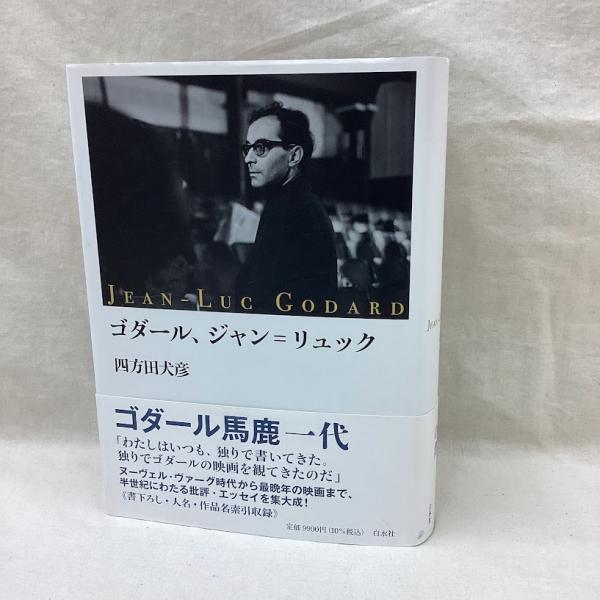 JEAN-LUC GODARD
ゴダール、ジャン=リュック
四方田犬彦
ゴダール馬鹿一代
「わたしはいつも、独りで書いてきた。
独りでゴダールの映画を観てきたのだ」
ヌーヴェル・ヴァーグ時代から最晩年の映画まで、
半世紀にわたる批評・エッセイを集大成!
《書下ろし・人名・作品名索引収録》
定価9900円(10%税込) 白水社